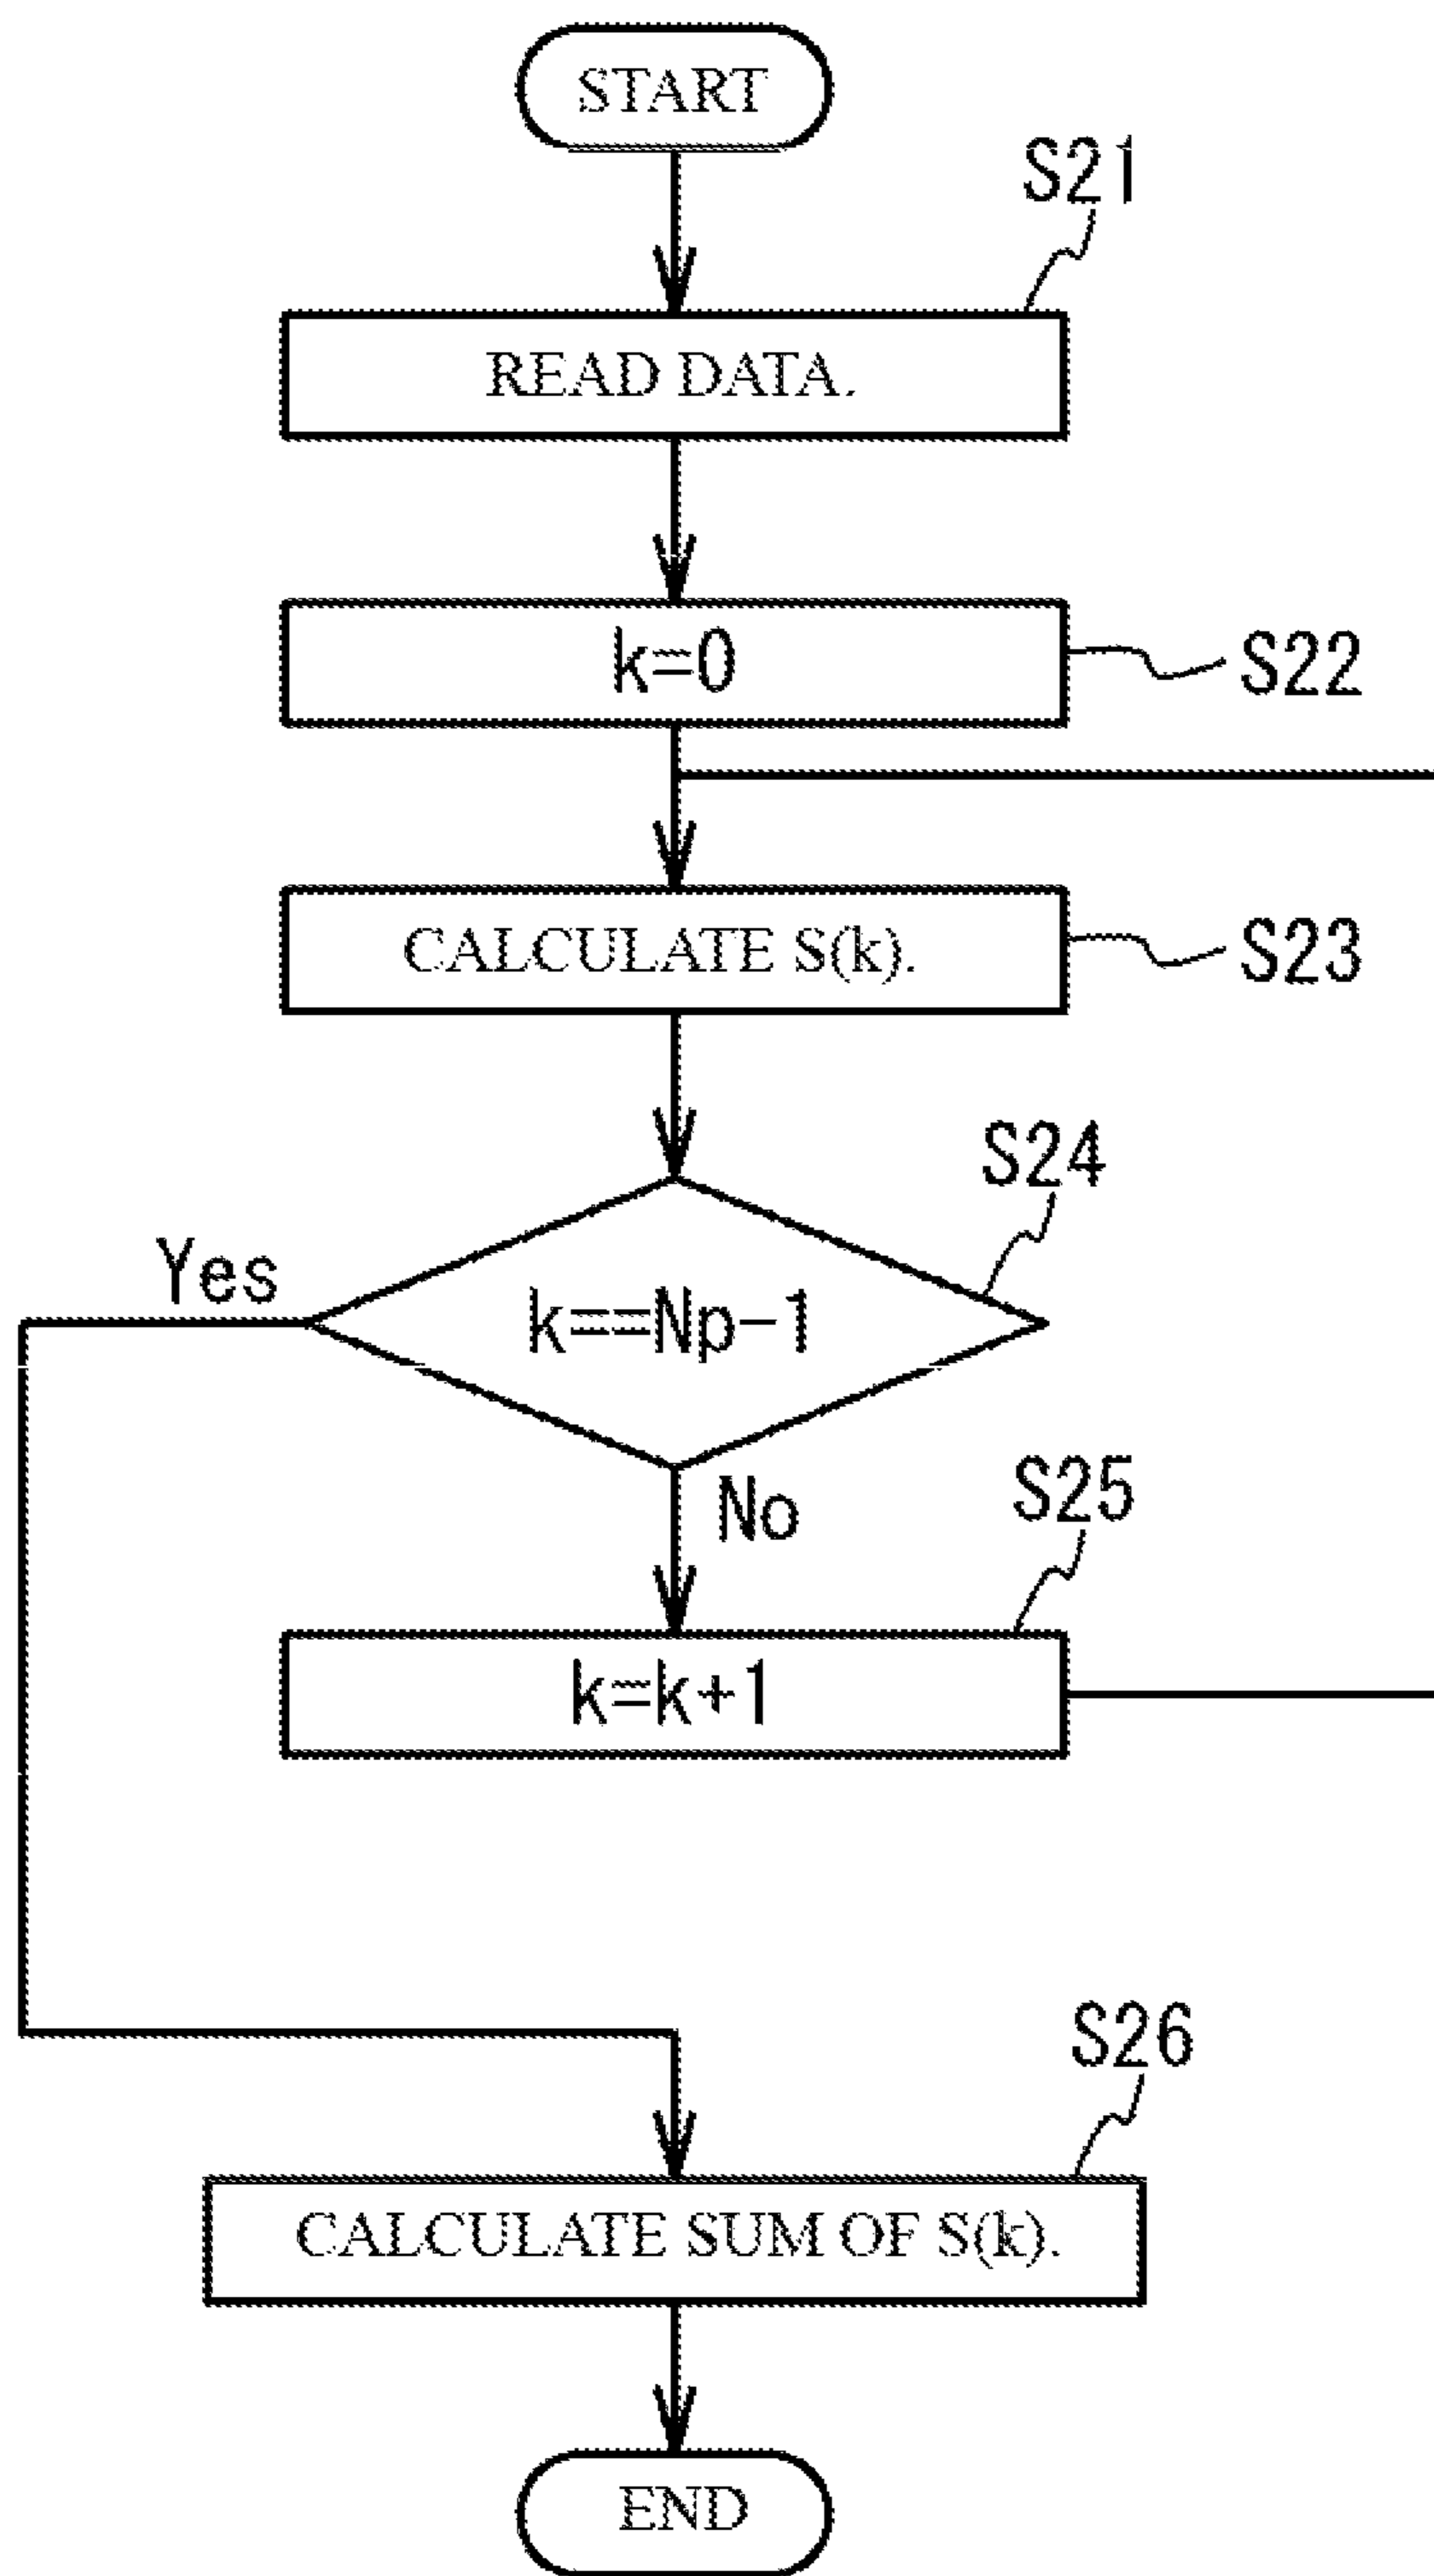 START
S21
READ DATA.
k=0
S22
CALCULATE S(k).
S23
S24
Yes
k==Np-1
No
S25
k=k+1
S26
CALCULATE SUM OF S(k).
END